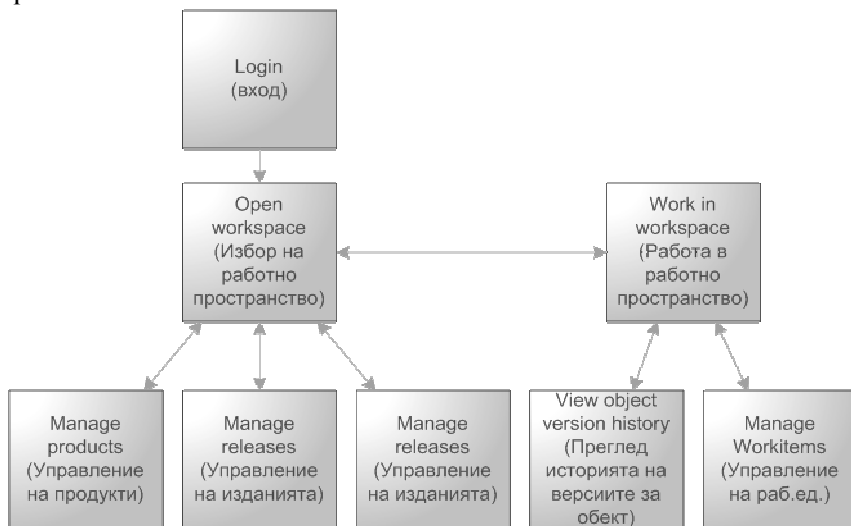 Login
(вход)
Open
workspace
(Избор на
работно
пространство)
Work in
workspace
(Работа в
работно
пространство)
Manage
products
(Управление
на продукти)
Manage
releases
(Управление
на изданията)
Manage
releases
(Управление
на изданията)
View object
version history
(Преглед
историята на
версиите за
обект)
Manage
Workitems
(Управление
на раб.ед.)